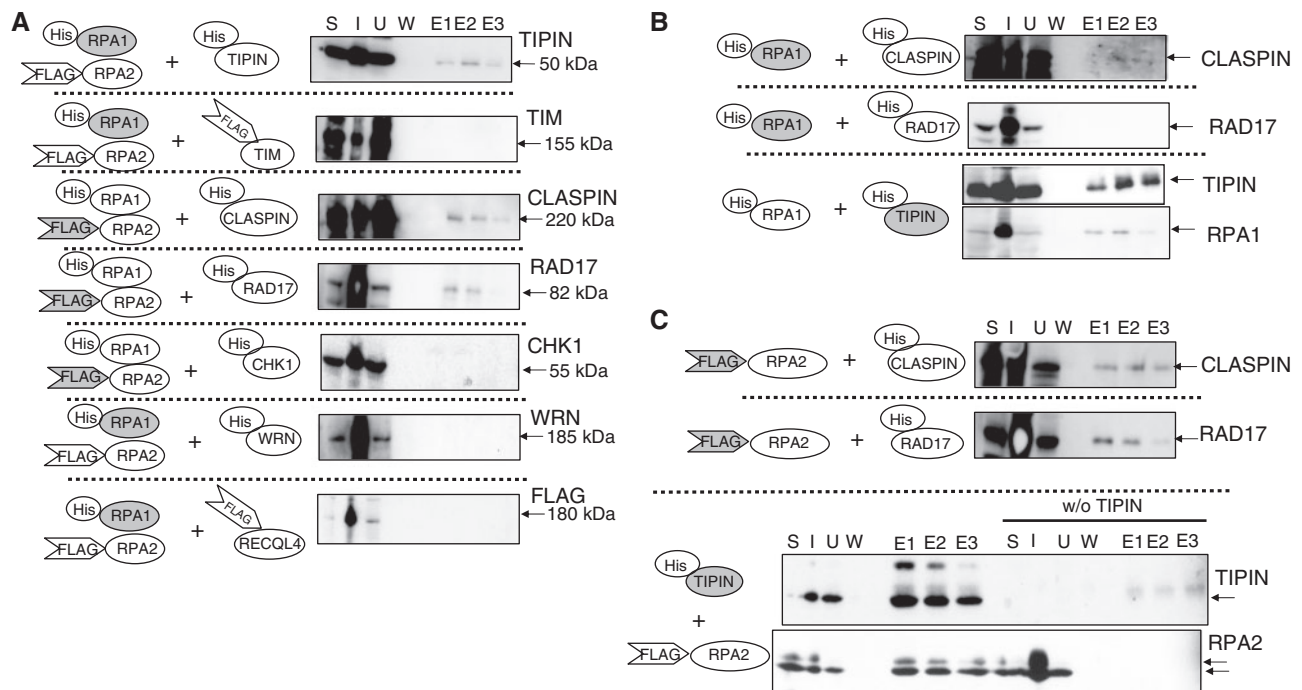 A
S I U W E1 E2 E3
His RPA1 FLAG RPA2 + His TIPIN
TIPIN
50 kDa
His RPA1 FLAG RPA2 + FLAG TIM
TIM
155 kDa
His RPA1 FLAG RPA2 + His CLASPIN
CLASPIN
220 kDa
His RPA1 FLAG RPA2 + His RAD17
RAD17
82 kDa
His RPA1 FLAG RPA2 + His CHK1
CHK1
55 kDa
His RPA1 FLAG RPA2 + His WRN
WRN
185 kDa
His RPA1 FLAG RPA2 + FLAG RECQL4
FLAG
180 kDa
B
S I U W E1 E2 E3
His RPA1 + His CLASPIN
CLASPIN
His RPA1 + His RAD17
RAD17
His RPA1 + His TIPIN
TIPIN
RPA1
C
S I U W E1 E2 E3
FLAG RPA2 + His CLASPIN
CLASPIN
FLAG RPA2 + His RAD17
RAD17
w/o TIPIN
S I U W E1 E2 E3 S I U W E1 E2 E3
His TIPIN
TIPIN
+
FLAG RPA2
RPA2